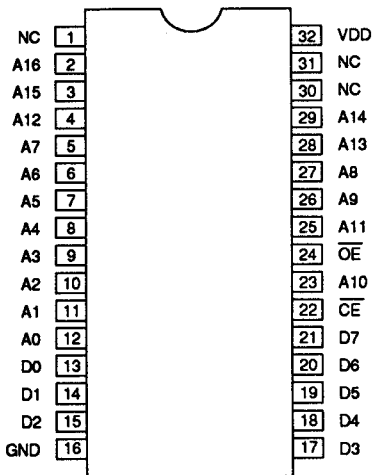 NC 1 32 VDD
A16 2 31 NC
A15 3 30 NC
A12 4 29 A14
A7 5 28 A13
A6 6 27 A8
A5 7 26 A9
A4 8 25 A11
A3 9 24 OE
A2 10 23 A10
A1 11 22 CE
A0 12 21 D7
D0 13 20 D6
D1 14 19 D5
D2 15 18 D4
GND 16 17 D3